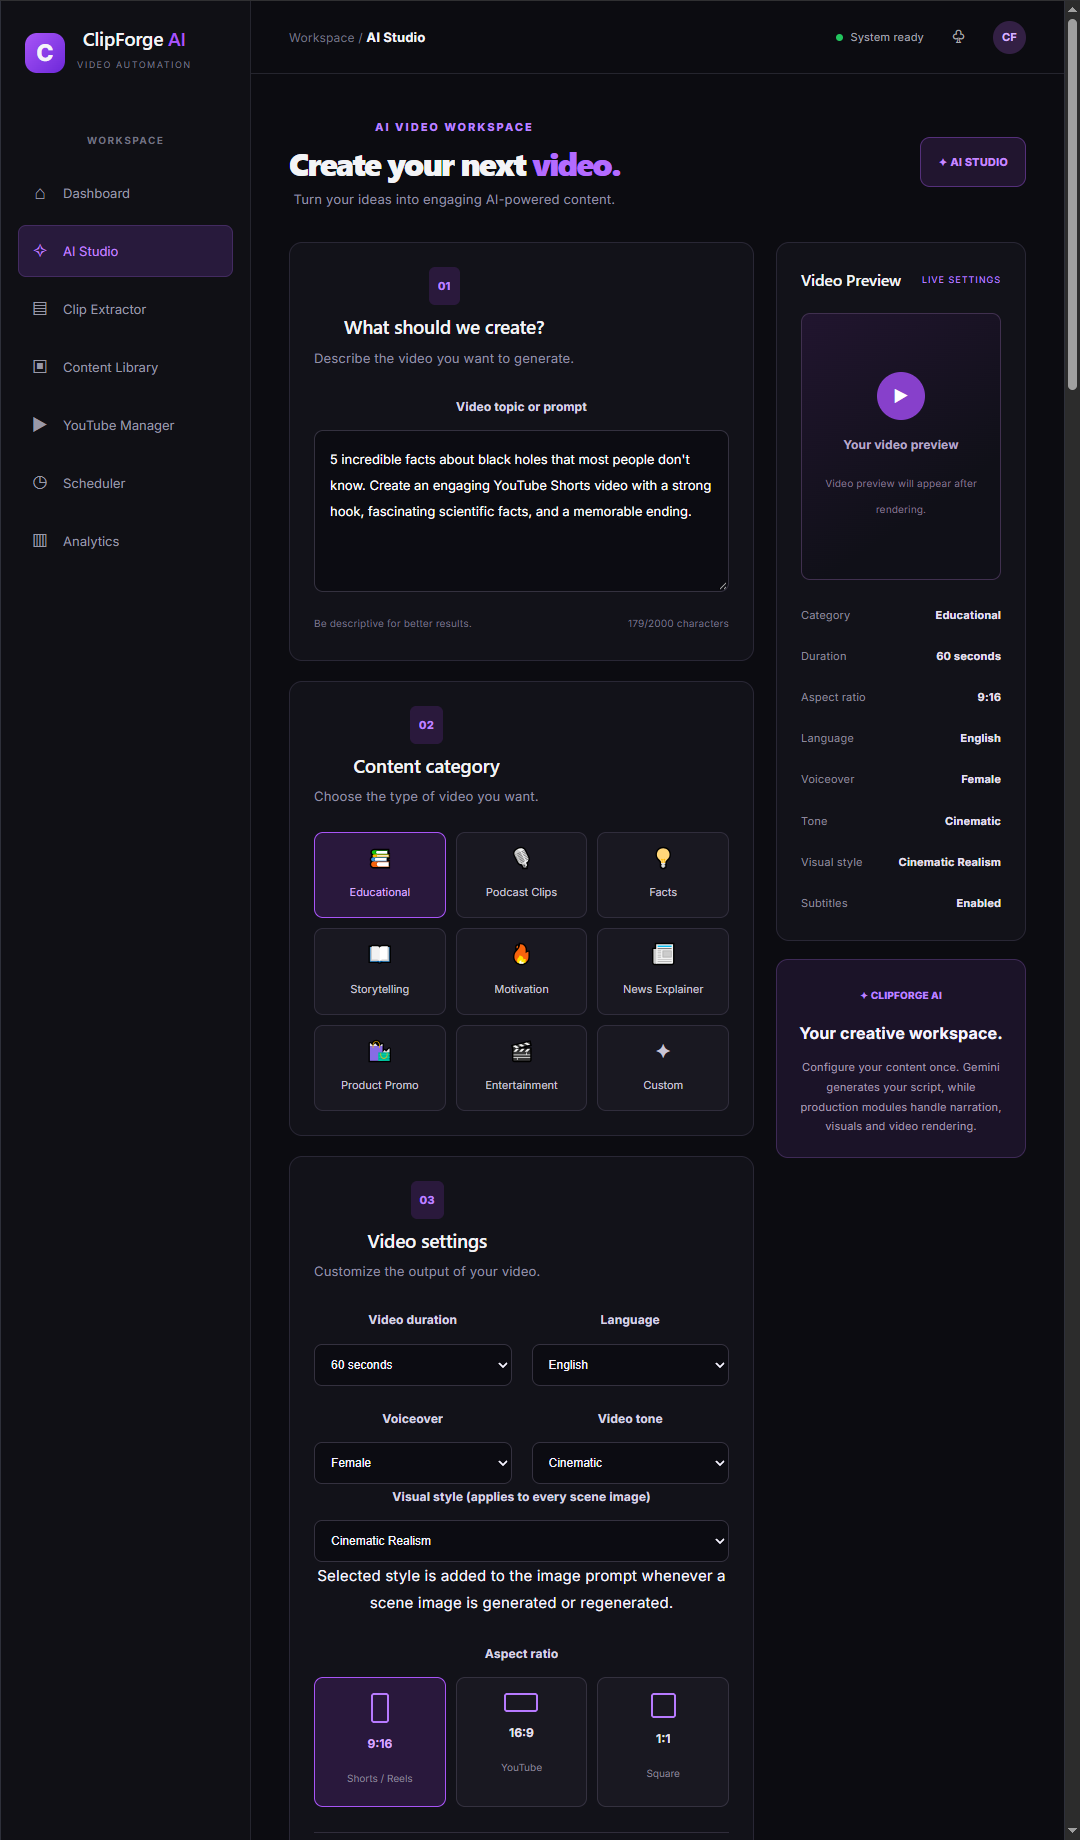 C
ClipForge AI
VIDEO AUTOMATION
WORKSPACE
Dashboard
AI Studio
Clip Extractor
Content Library
YouTube Manager
Scheduler
Analytics
Workspace / AI Studio
System ready
CF
AI VIDEO WORKSPACE
Create your next video.
Turn your ideas into engaging AI-powered content.
✦ AI STUDIO
01
What should we create?
Describe the video you want to generate.
Video topic or prompt
5 incredible facts about black holes that most people don't
know. Create an engaging YouTube Shorts video with a strong
hook, fascinating scientific facts, and a memorable ending.
Be descriptive for better results.
179/2000 characters
02
Content category
Choose the type of video you want.
Educational
Podcast Clips
Facts
Storytelling
Motivation
News Explainer
Product Promo
Entertainment
Custom
03
Video settings
Customize the output of your video.
Video duration
Language
60 seconds
English
Voiceover
Video tone
Female
Cinematic
Visual style (applies to every scene image)
Cinematic Realism
Selected style is added to the image prompt whenever a
scene image is generated or regenerated.
Aspect ratio
9:16
Shorts / Reels
16:9
YouTube
1:1
Square
Video Preview
LIVE SETTINGS
Your video preview
Video preview will appear after
rendering.
Category Educational
Duration 60 seconds
Aspect ratio 9:16
Language English
Voiceover Female
Tone Cinematic
Visual style Cinematic Realism
Subtitles Enabled
✦ CLIPFORGE AI
Your creative workspace.
Configure your content once. Gemini
generates your script, while
production modules handle narration,
visuals and video rendering.